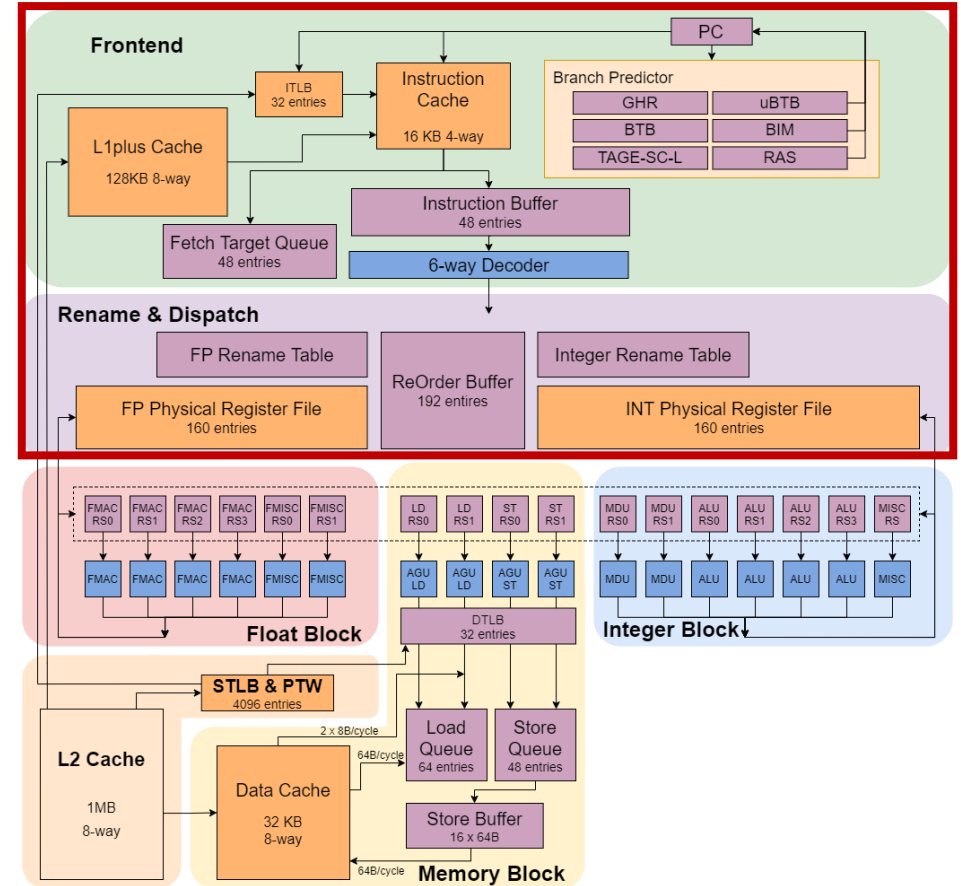 Frontend
PC
ITLB
32 entries
Instruction
Cache
16 KB 4-way
Branch Predictor
GHR
uBTB
BTB
BIM
TAGE-SC-L
RAS
L1plus Cache
128KB 8-way
Instruction Buffer
48 entries
Fetch Target Queue
48 entries
6-way Decoder
Rename & Dispatch
FP Rename Table
ReOrder Buffer
192 entires
Integer Rename Table
FP Physical Register File
160 entries
INT Physical Register File
160 entries
FMAC
RS0
FMAC
RS1
FMAC
RS2
FMAC
RS3
FMISC
RS0
FMISC
RS1
LD
RS0
LD
RS1
ST
RS0
ST
RS1
MDU
RS0
MDU
RS1
ALU
RS0
ALU
RS1
ALU
RS2
ALU
RS3
MISC
RS
FMAC
FMAC
FMAC
FMAC
FMISC
FMISC
AGU
LD
AGU
LD
AGU
ST
AGU
ST
MDU
MDU
ALU
ALU
ALU
ALU
MISC
Float Block
DTLB
32 entries
Integer Block
STLB & PTW
4096 entries
L2 Cache
1MB
8-way
2 x 8B/cycle
64B/cycle
Load
Queue
64 entries
Store
Queue
48 entries
Data Cache
32 KB
8-way
Store Buffer
16 x 64B
64B/cycle
Memory Block